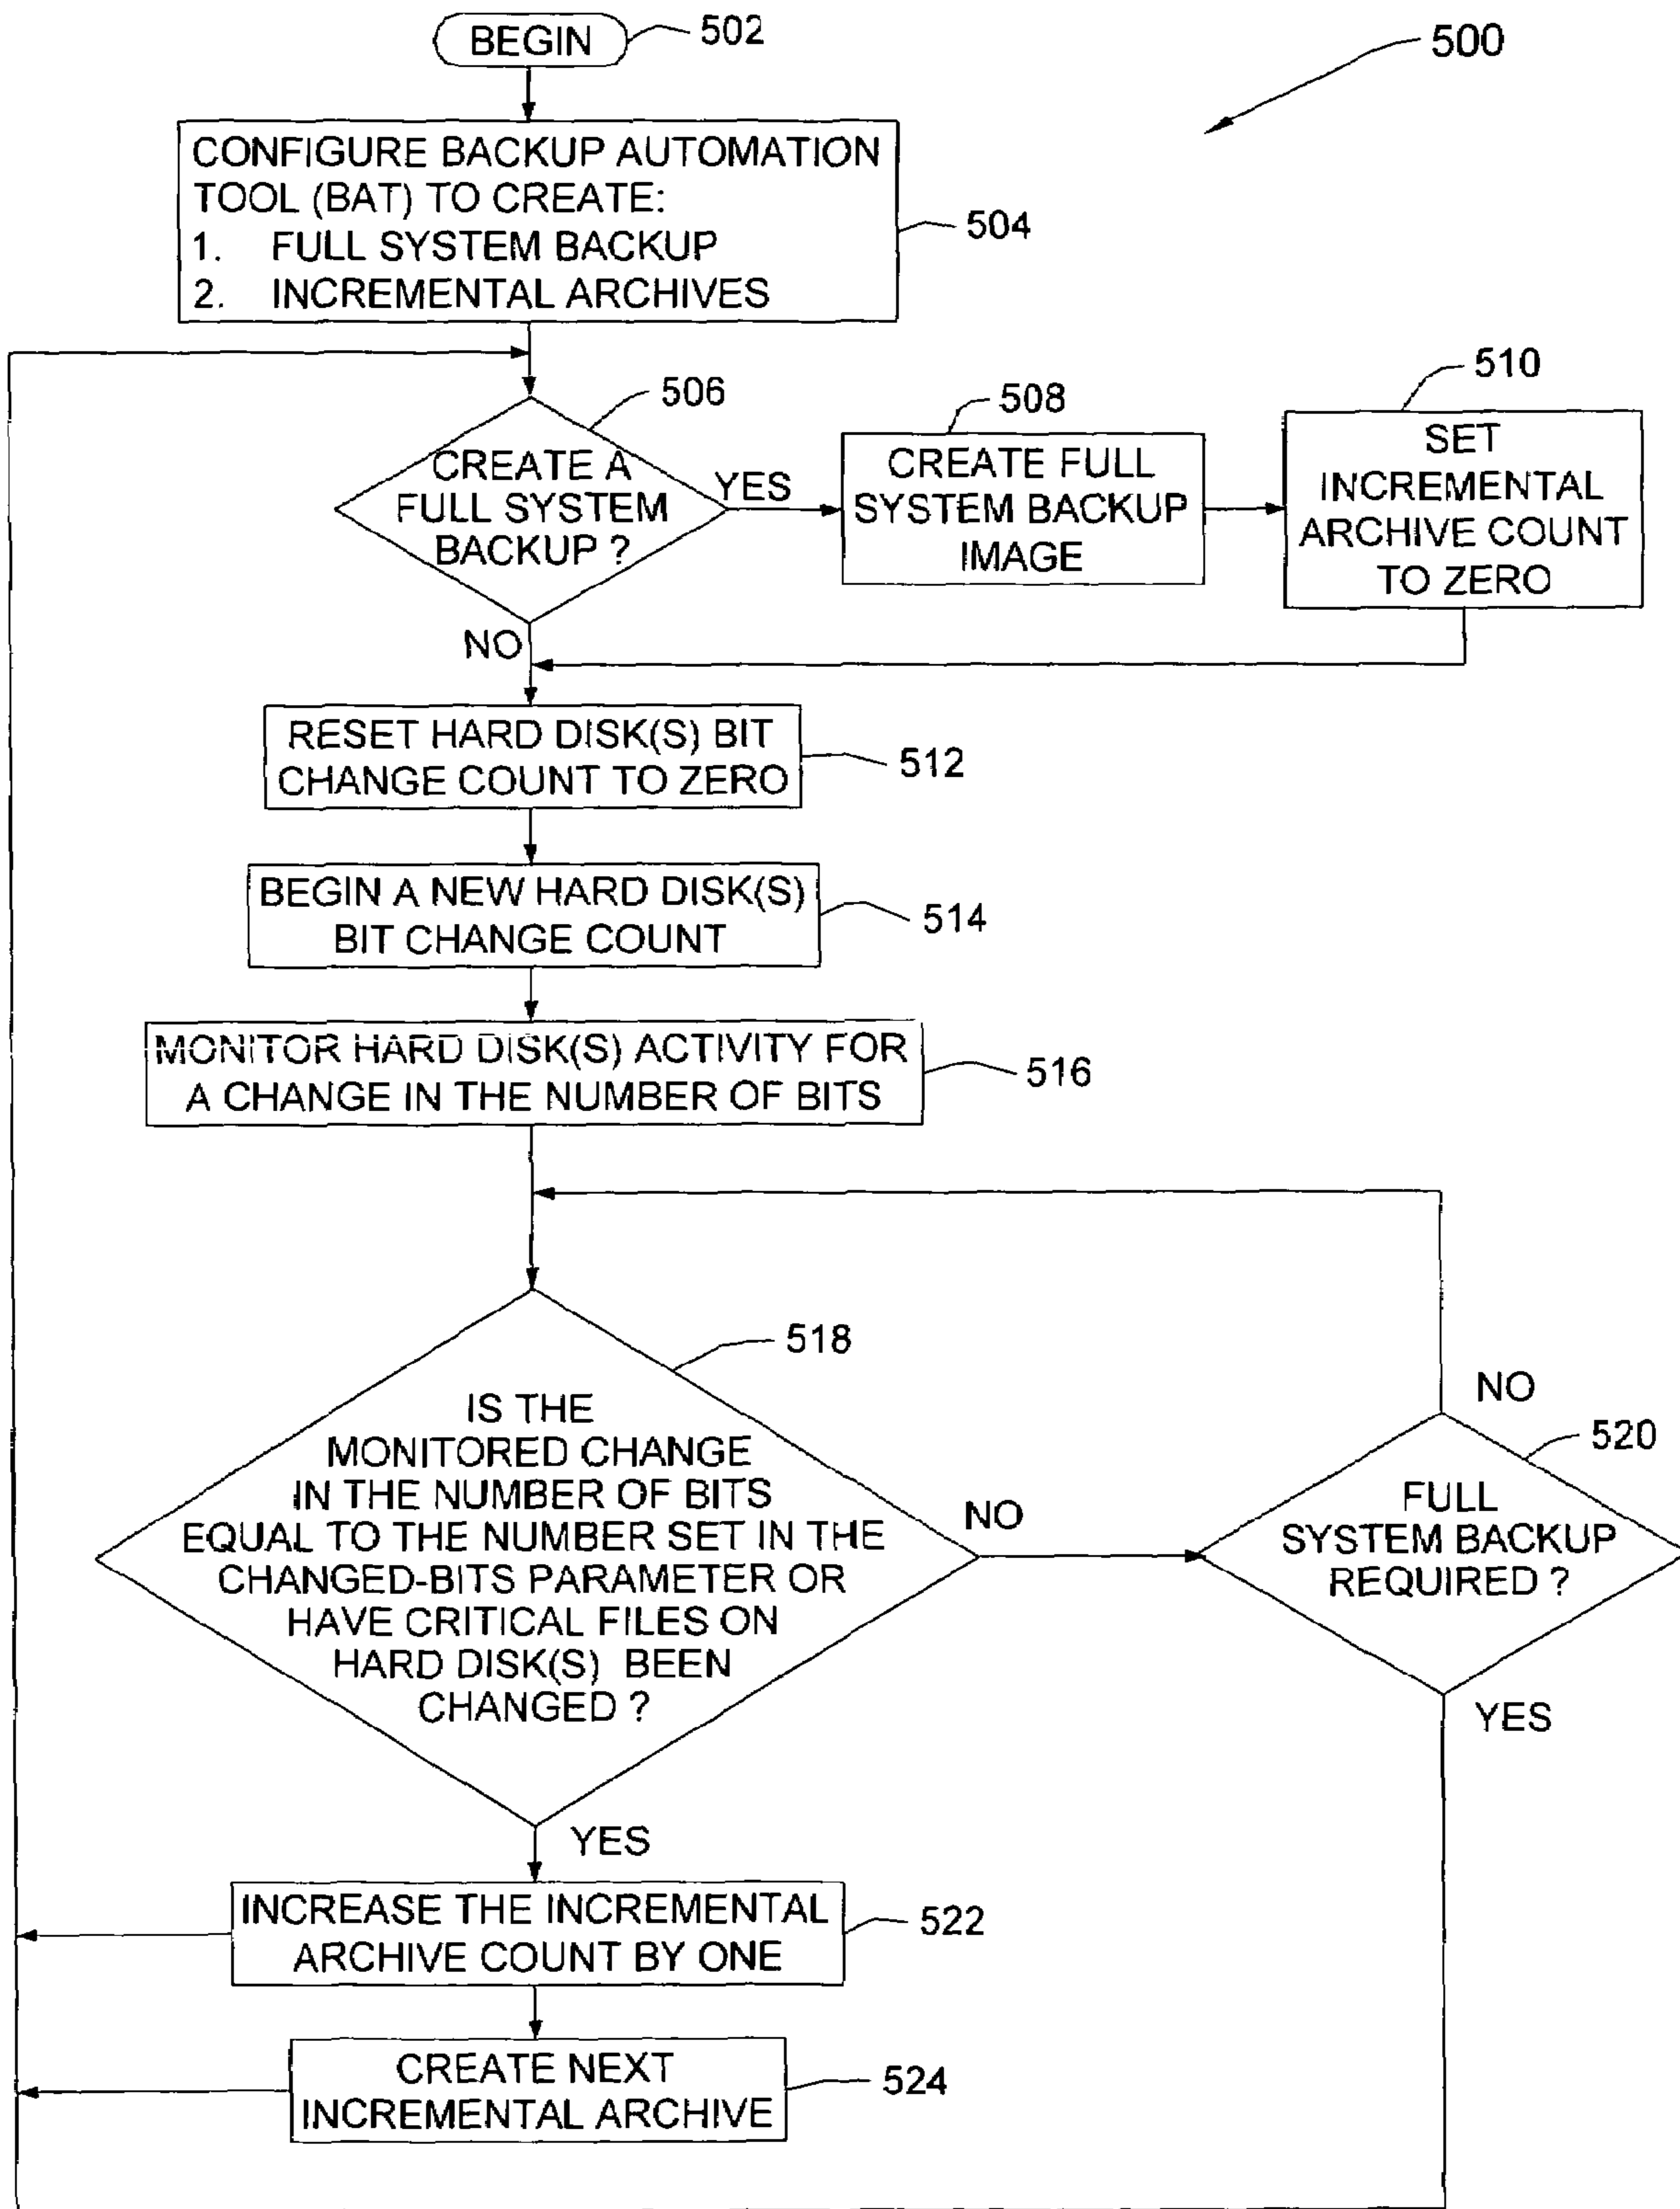 BEGIN
502
500
CONFIGURE BACKUP AUTOMATION
TOOL (BAT) TO CREATE:
1. FULL SYSTEM BACKUP
2. INCREMENTAL ARCHIVES
504
506
CREATE A
FULL SYSTEM
BACKUP ?
YES
508
CREATE FULL
SYSTEM BACKUP
IMAGE
510
SET
INCREMENTAL
ARCHIVE COUNT
TO ZERO
NO
RESET HARD DISK(S) BIT
CHANGE COUNT TO ZERO
512
BEGIN A NEW HARD DISK(S)
BIT CHANGE COUNT
514
MONITOR HARD DISK(S) ACTIVITY FOR
A CHANGE IN THE NUMBER OF BITS
516
518
IS THE
MONITORED CHANGE
IN THE NUMBER OF BITS
EQUAL TO THE NUMBER SET IN THE
CHANGED-BITS PARAMETER OR
HAVE CRITICAL FILES ON
HARD DISK(S) BEEN
CHANGED ?
NO
NO
520
FULL
SYSTEM BACKUP
REQUIRED ?
YES
YES
INCREASE THE INCREMENTAL
ARCHIVE COUNT BY ONE
522
CREATE NEXT
INCREMENTAL ARCHIVE
524